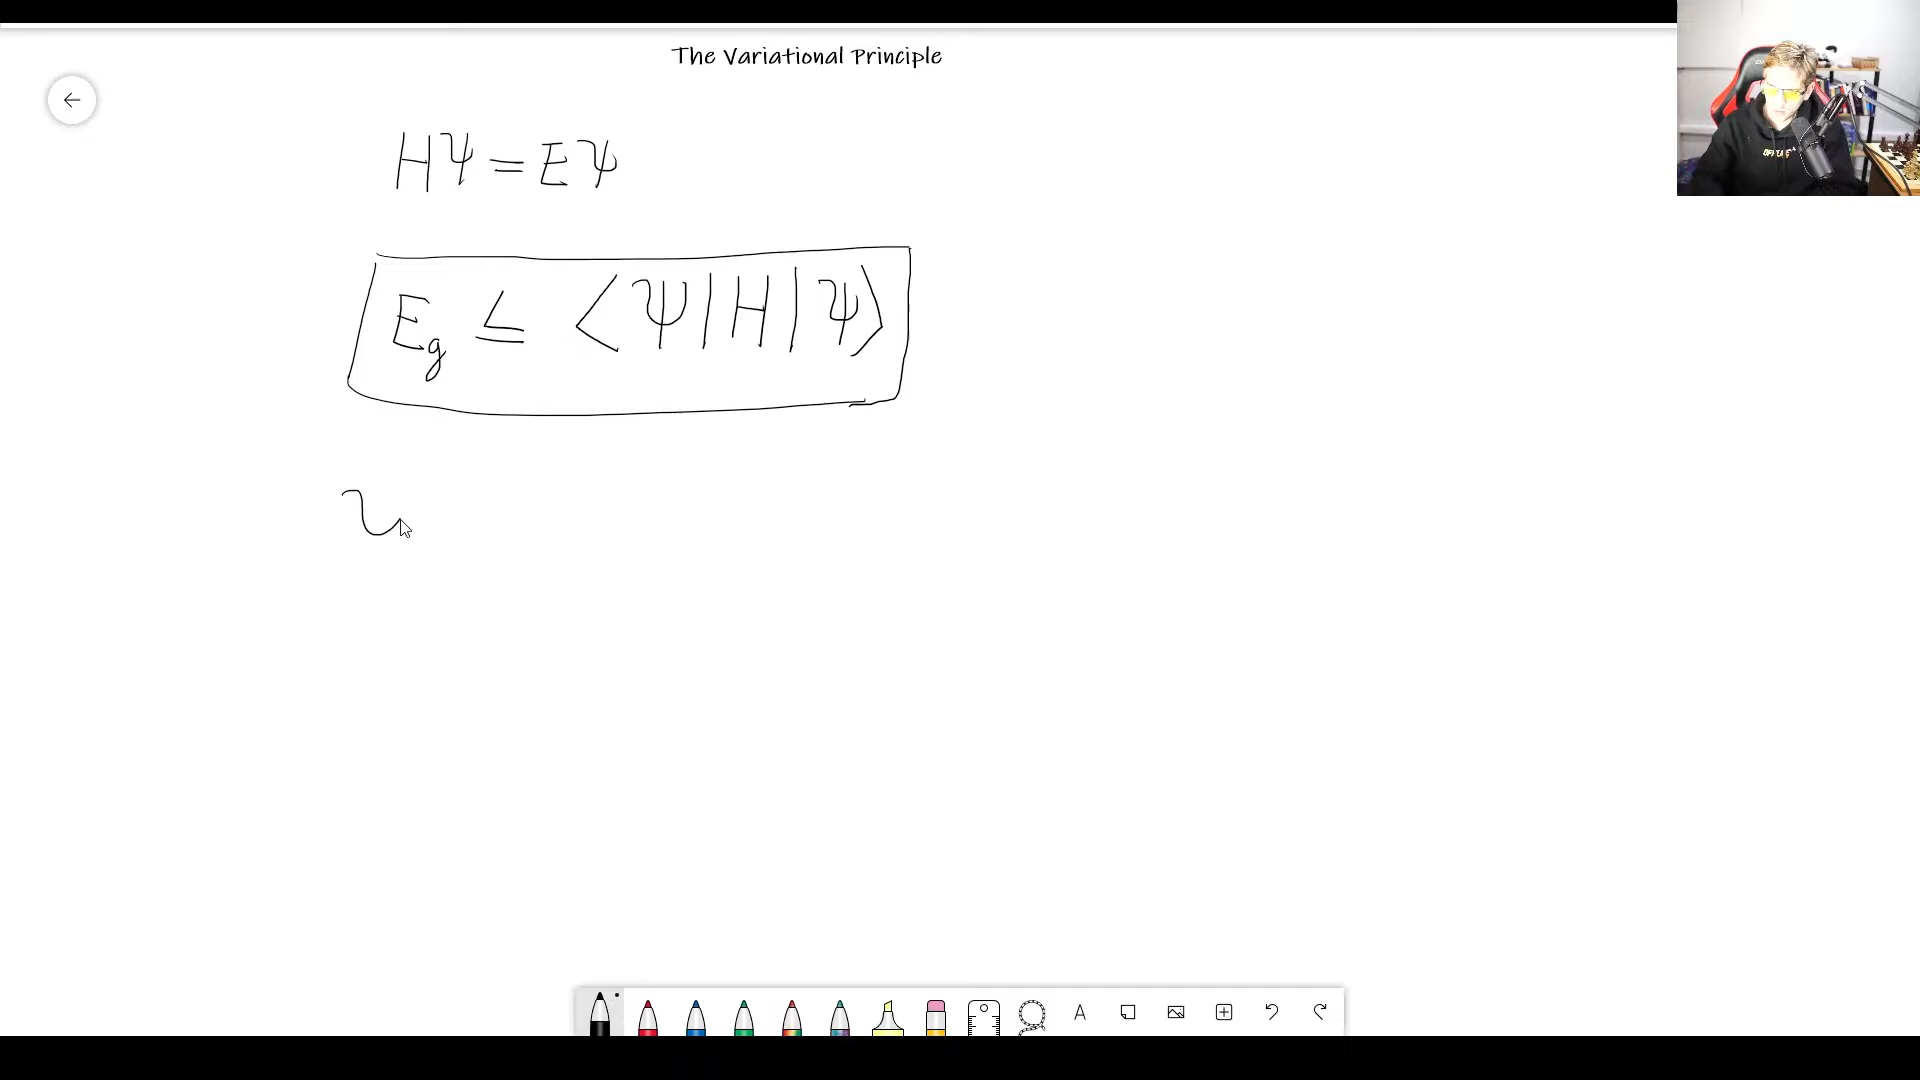 The Variational Principle
HΨ = EΨ
E_g ≤ ⟨Ψ|H|Ψ⟩
A